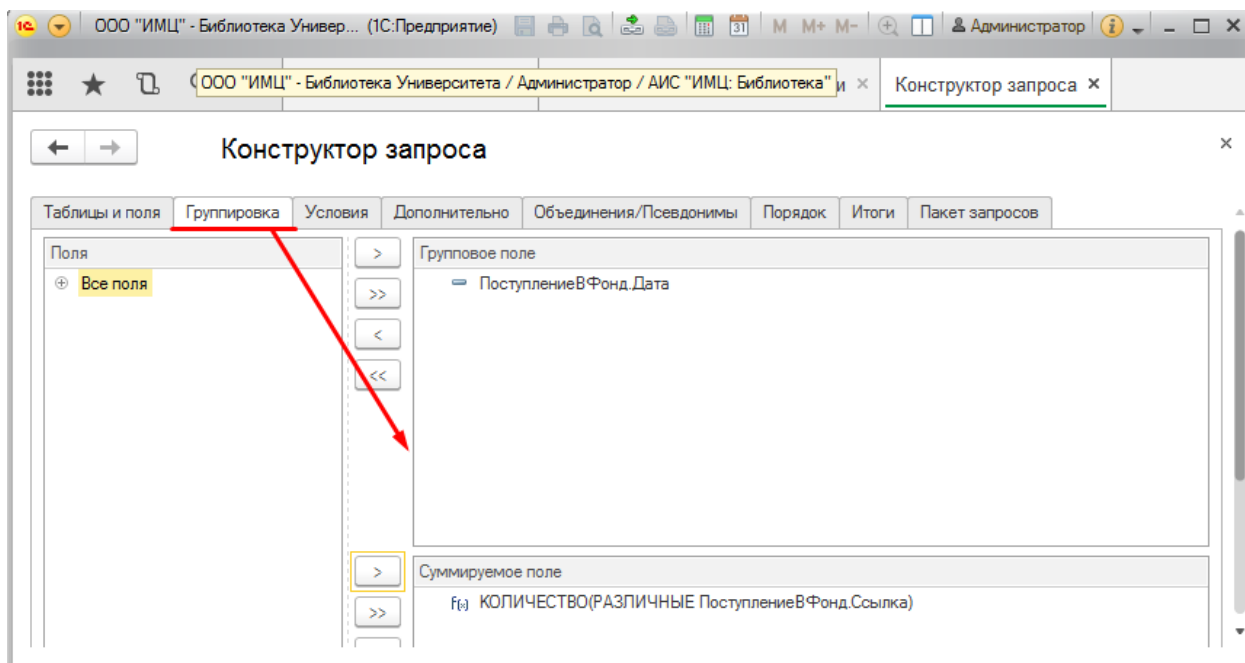 1С ООО "ИМЦ" - Библиотека Универ... (1С:Предприятие) 31 M M+ M- Администратор i
ООО "ИМЦ" - Библиотека Университета / Администратор / АИС "ИМЦ: Библиотека" и × Конструктор запроса ×
Конструктор запроса
Таблицы и поля Группировка Условия Дополнительно Объединения/Псевдонимы Порядок Итоги Пакет запросов
Поля > Групповое поле
Все поля ПоступлениеВФонд.Дата
>>
<
<<
> Суммируемое поле
f(x) КОЛИЧЕСТВО(РАЗЛИЧНЫЕ ПоступлениеВФонд.Ссылка)
>>